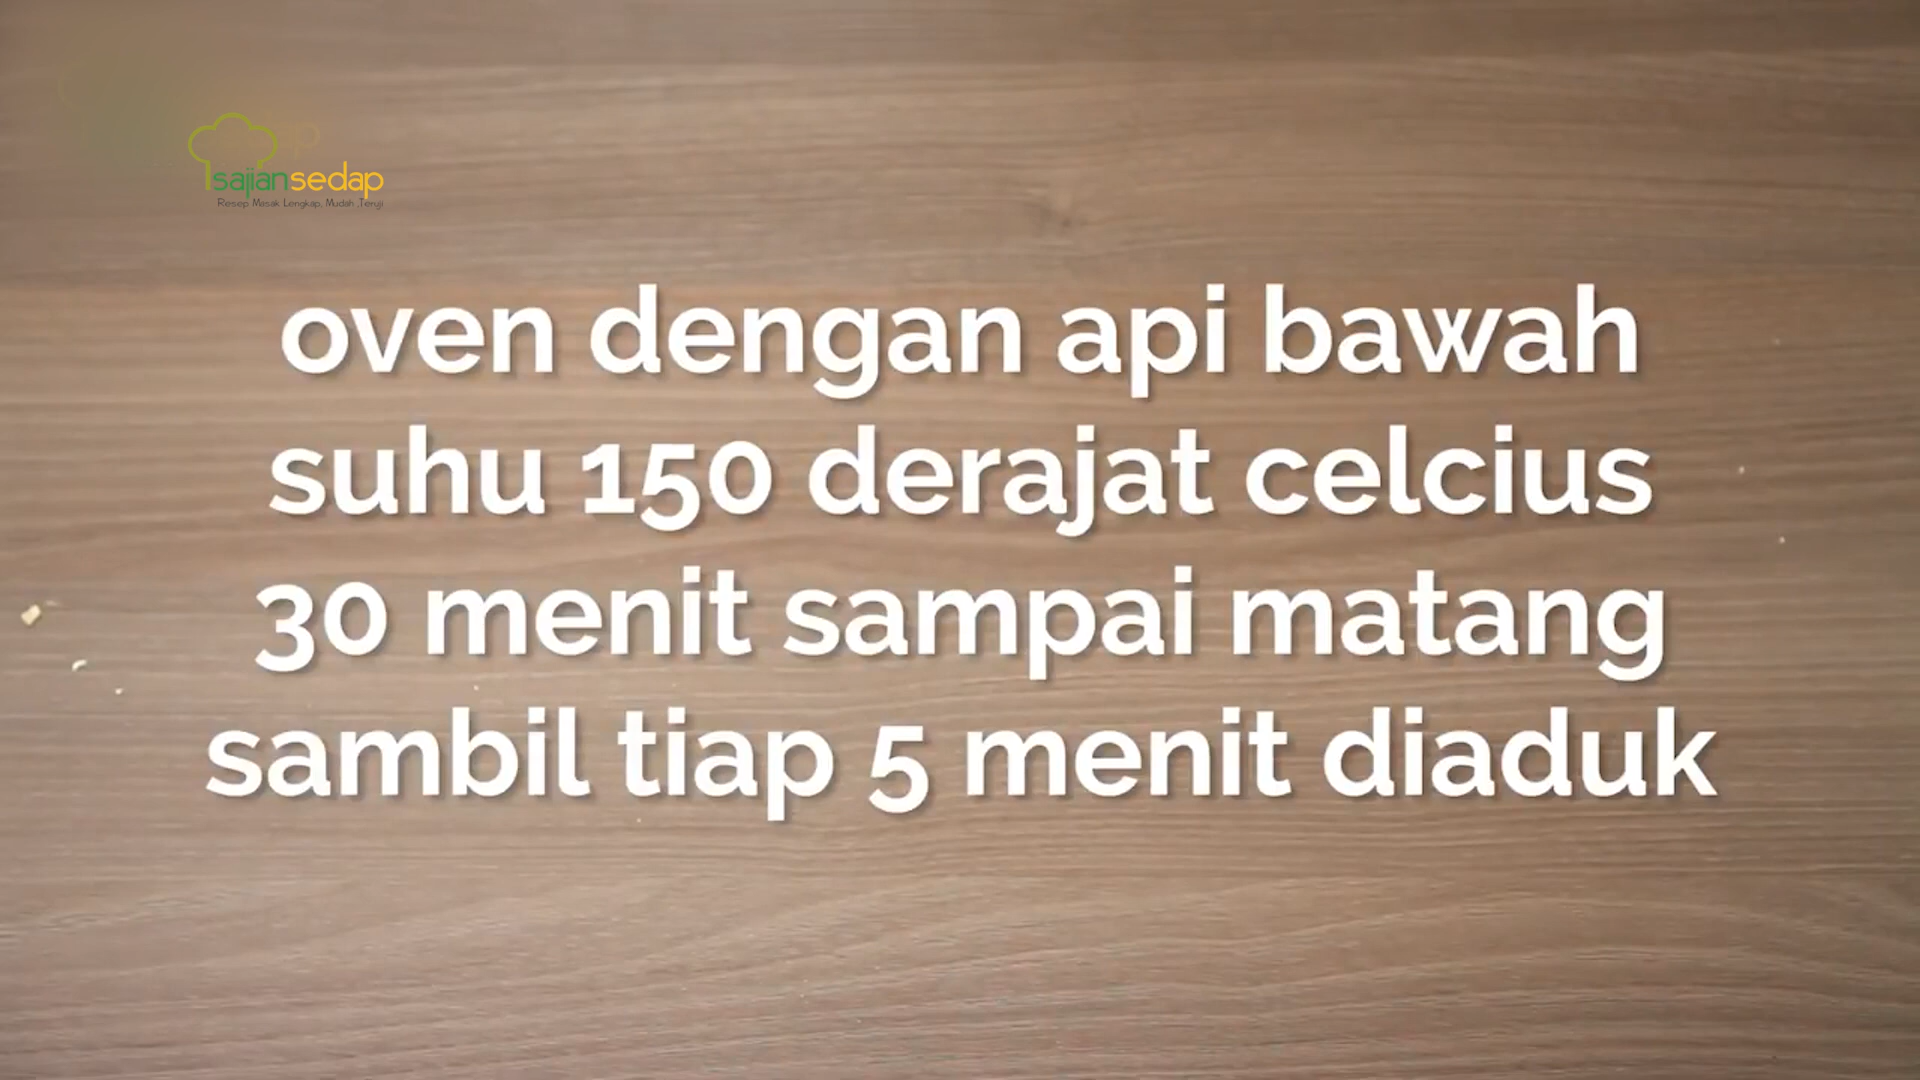 sajiansedap
Resep Masak Lengkap, Mudah, Teruji
oven dengan api bawah
suhu 150 derajat celcius
30 menit sampai matang
sambil tiap 5 menit diaduk